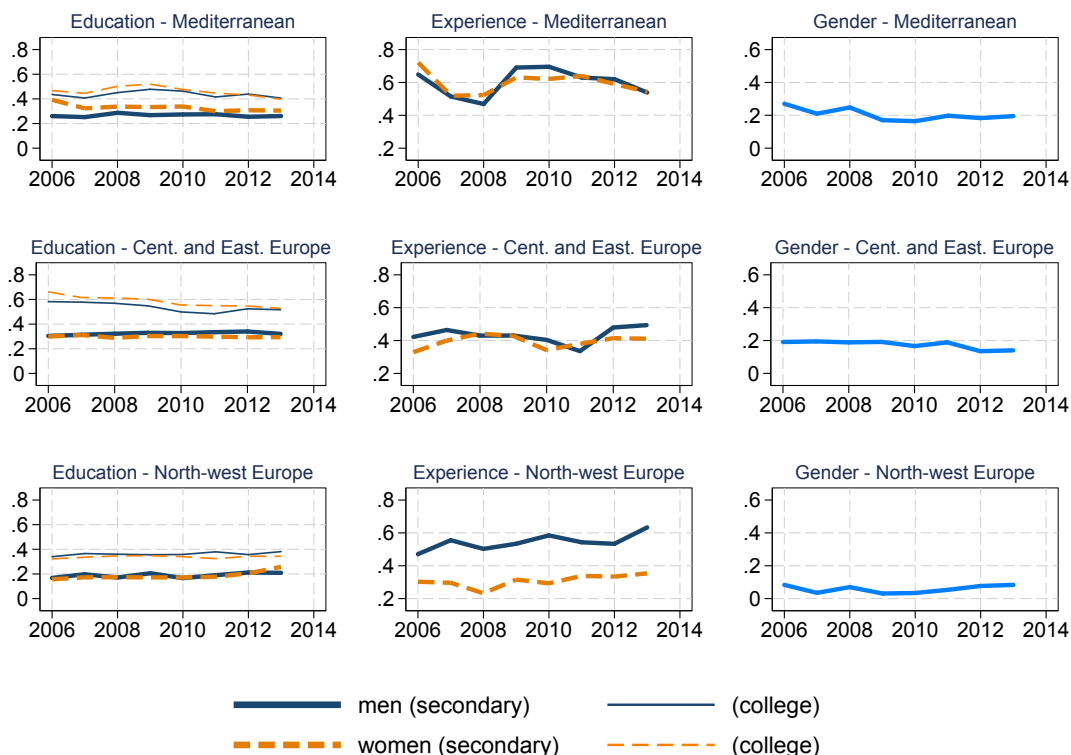 Education - Mediterranean
.8
.6
.4
.2
0
2006 2008 2010 2012 2014
Experience - Mediterranean
.8
.6
.4
.2
2006 2008 2010 2012 2014
Gender - Mediterranean
.6
.4
.2
0
2006 2008 2010 2012 2014
Education - Cent. and East. Europe
.8
.6
.4
.2
0
2006 2008 2010 2012 2014
Experience - Cent. and East. Europe
.8
.6
.4
.2
2006 2008 2010 2012 2014
Gender - Cent. and East. Europe
.6
.4
.2
0
2006 2008 2010 2012 2014
Education - North-west Europe
.8
.6
.4
.2
0
2006 2008 2010 2012 2014
Experience - North-west Europe
.8
.6
.4
.2
2006 2008 2010 2012 2014
Gender - North-west Europe
.6
.4
.2
0
2006 2008 2010 2012 2014
men (secondary) (college)
women (secondary) (college)